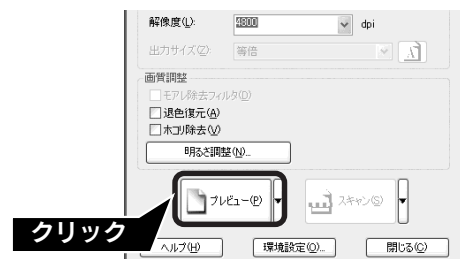 解像度(L): 4800 dpi
出力サイズ(Z): 等倍 A
画質調整
モアレ除去フィルタ(D)
退色復元(A)
ホコリ除去(V)
明るさ調整(N)...
プレビュー(P) スキャン(S)
クリック
ヘルプ(H) 環境設定(O)... 閉じる(C)